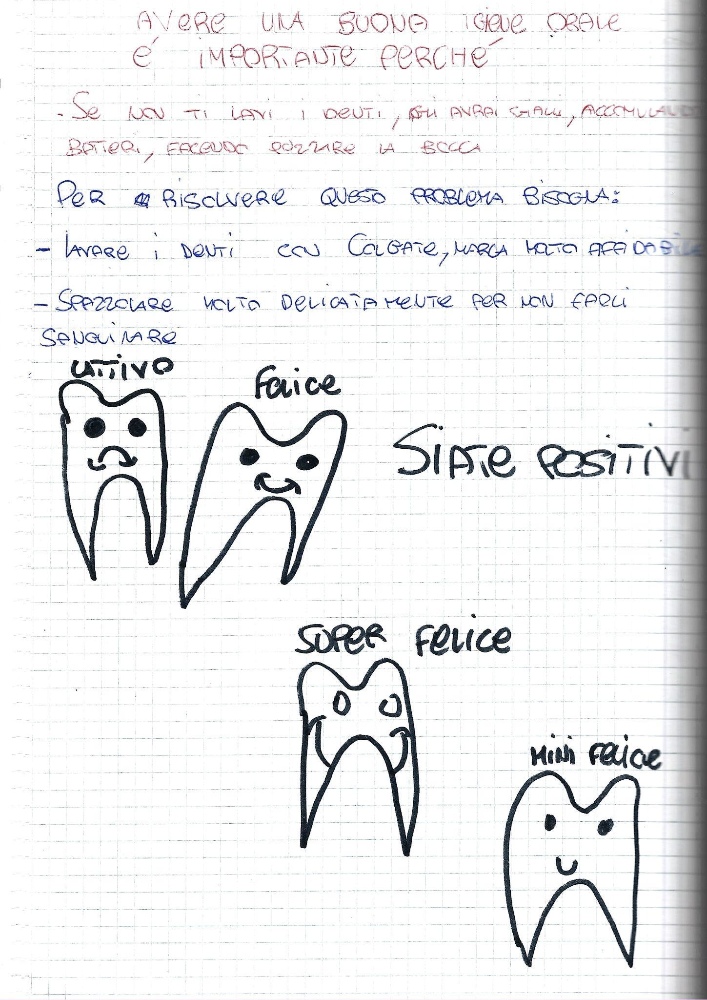 AVERE UNA BUONA IGIENE ORALE
É IMPORTANTE PERCHÉ
- SE NON TI LAVI I DENTI, GLI AVRAI GIALLI, ACCOMULANDO
BATTERI, FACENDO PUZZARE LA BOCCA
PER RISOLVERE QUESTO PROBLEMA BISOGNA:
- LAVARE I DENTI CON COLGATE, MARCA MOLTO AFFIDABILE
- SPAZZOLARE MOLTO DELICATAMENTE PER NON FARLI
SANGUINARE
CATTIVO
FELICE
SIATE POSITIVI
SUPER FELICE
MINI FELICE